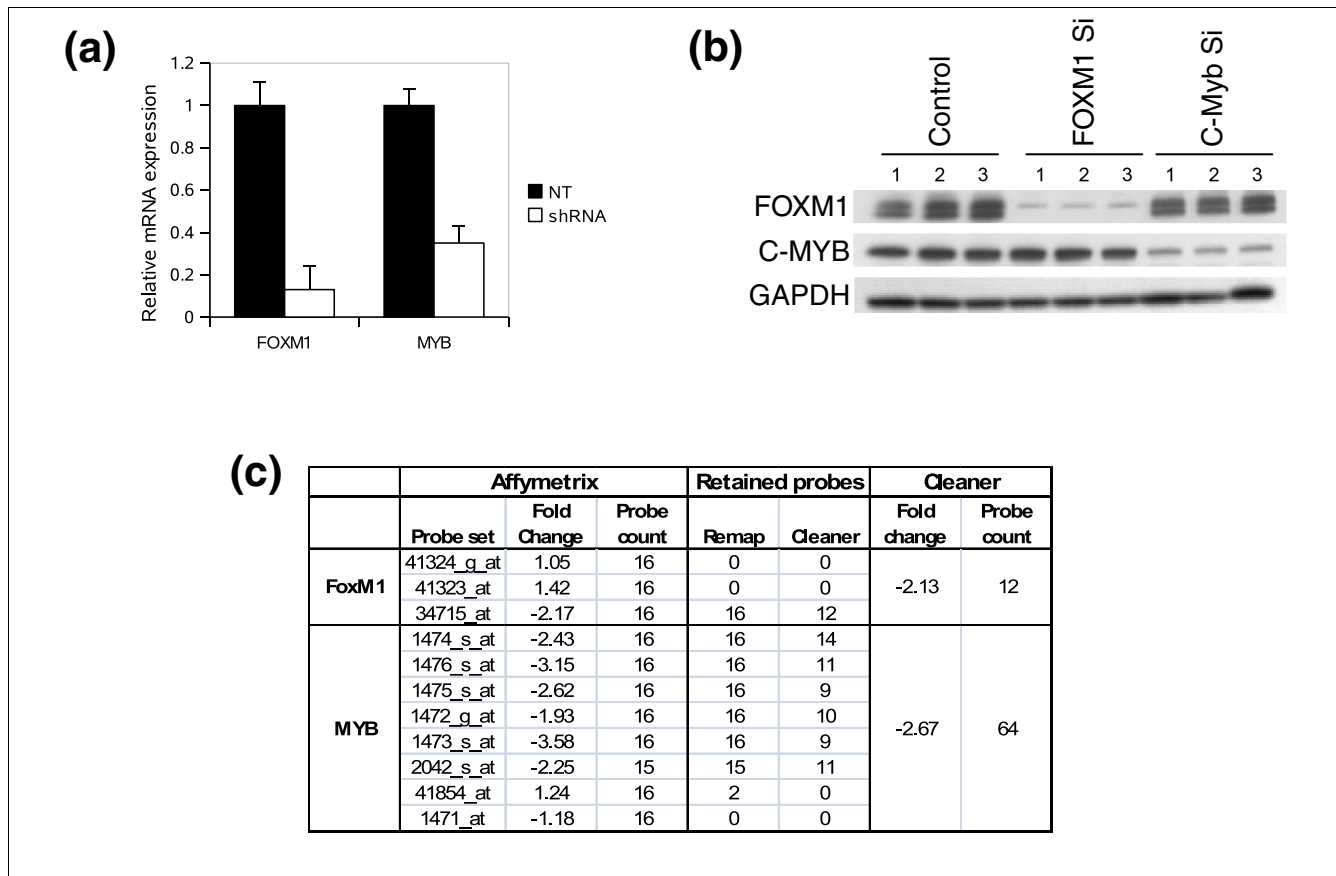 (a)
1.2
1
0.8
0.6
0.4
0.2
0
Relative mRNA expression
FOXM1 MYB
NT
shRNA
(b)
Control FOXM1 Si C-Myb Si
1 2 3 1 2 3 1 2 3
FOXM1
C-MYB
GAPDH
(c)
Affymetrix Retained probes Cleaner
Probe set Fold Change Probe count Remap Cleaner Fold change Probe count
FoxM1
41324_g_at 1.05 16 0 0
41323_at 1.42 16 0 0
34715_at -2.17 16 16 12
-2.13 12
MYB
1474_s_at -2.43 16 16 14
1476_s_at -3.15 16 16 11
1475_s_at -2.62 16 16 9
1472_g_at -1.93 16 16 10
1473_s_at -3.58 16 16 9
2042_s_at -2.25 15 15 11
41854_at 1.24 16 2 0
1471_at -1.18 16 0 0
-2.67 64